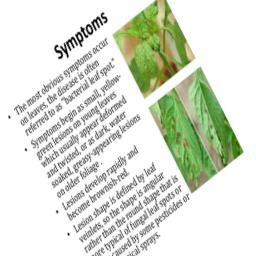 Symptoms
• The most obvious symptoms occur
on leaves, the disease is often
referred to as "bacterial leaf spot."
• Symptoms begin as small, yellow-
green lesions on young leaves
which usually appear deformed
and twisted, or as dark, water
soaked, greasy-appearing lesions
on older foliage.
• Lesions develop rapidly and
become brownish-red.
• Lesion shape is defined by leaf
veinlets, so the shape is angular
rather than the round shape that is
more typical of fungal leaf spots or
caused by some pesticides or
sprays.